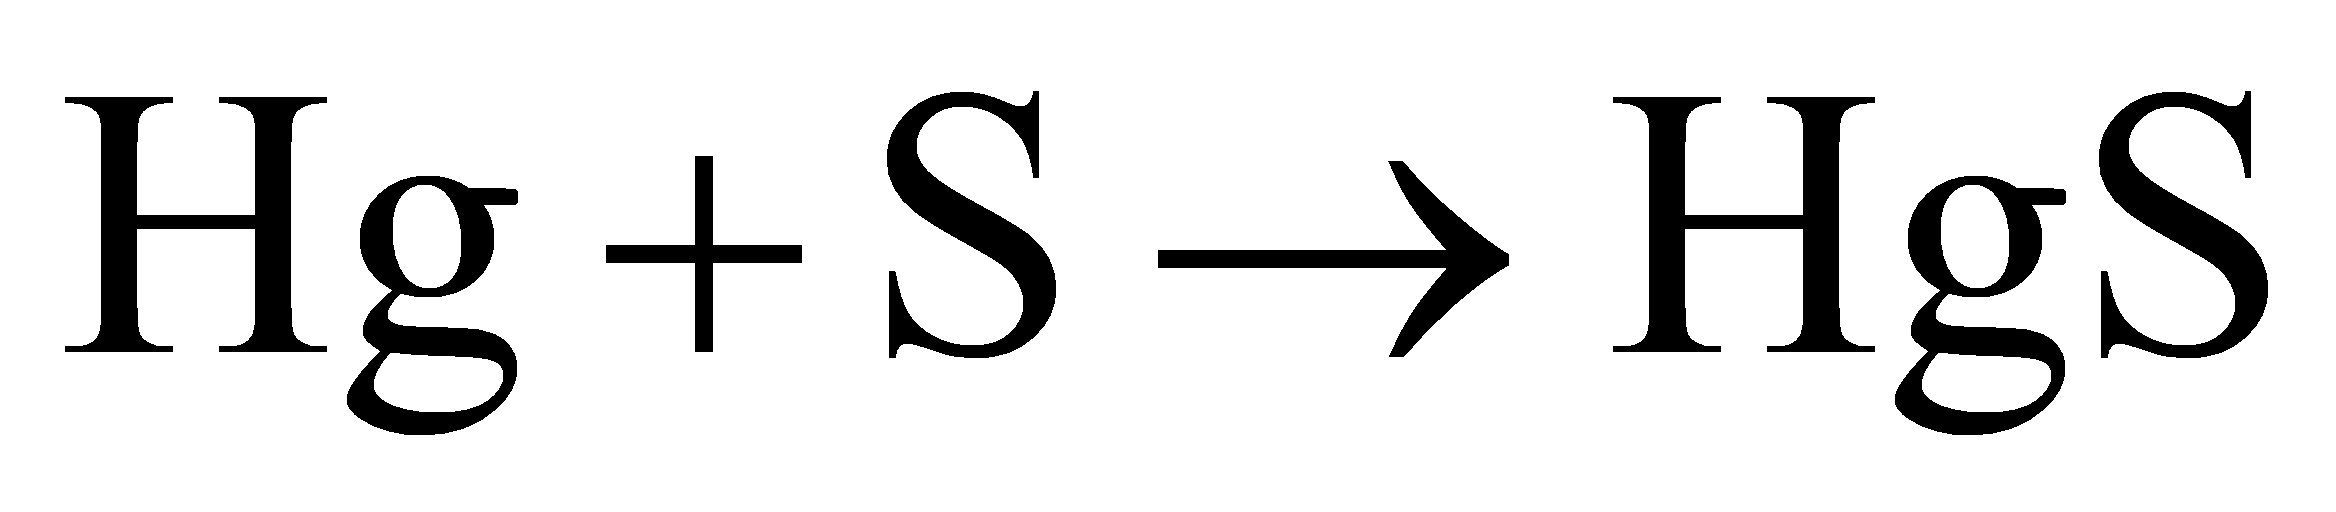 Hg + S → HgS